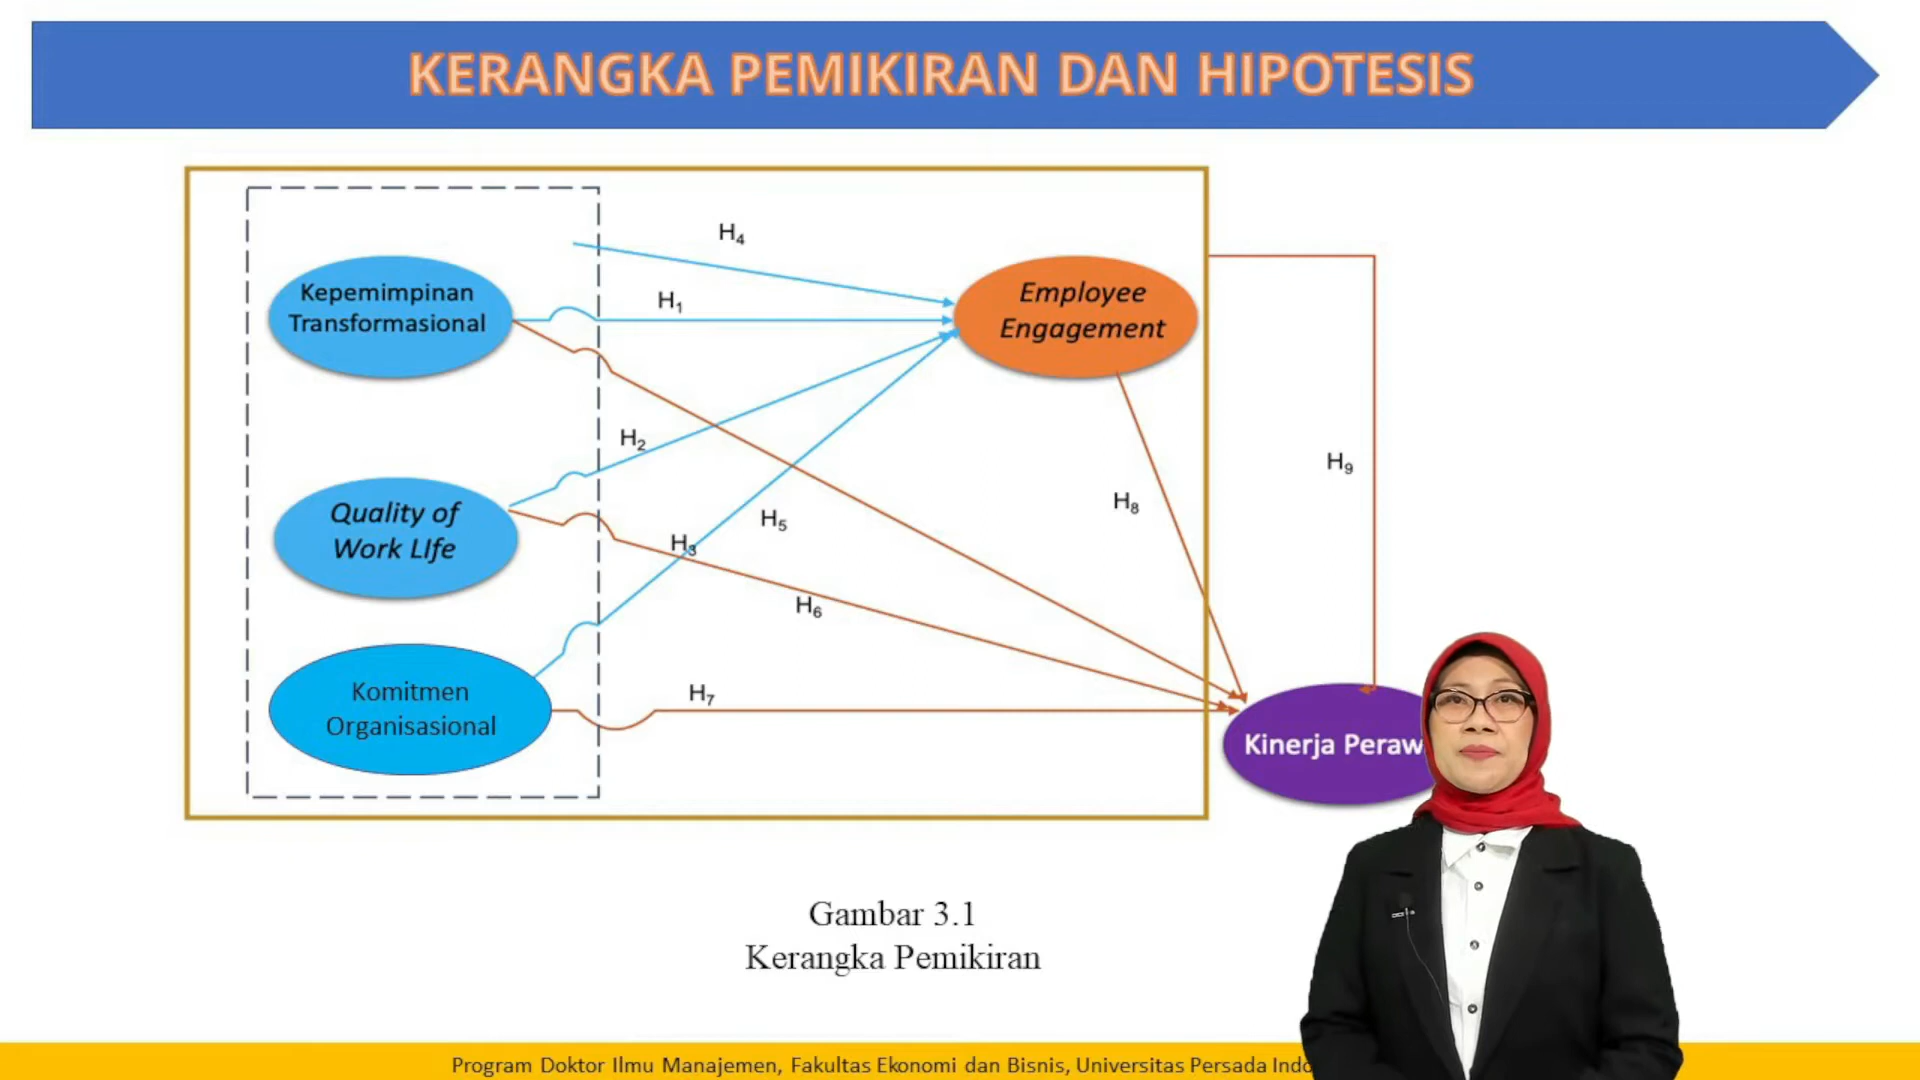 KERANGKA PEMIKIRAN DAN HIPOTESIS
H4
Kepemimpinan
Transformasional
H1
Employee
Engagement
H2
H9
Quality of
Work LIfe
H5
H8
H3
H6
Komitmen
Organisasional
H7
Kinerja
Gambar 3.1
Kerangka Pemikiran
Program Doktor Ilmu Manajemen, Fakultas Ekonomi dan Bisnis, Universitas Persada